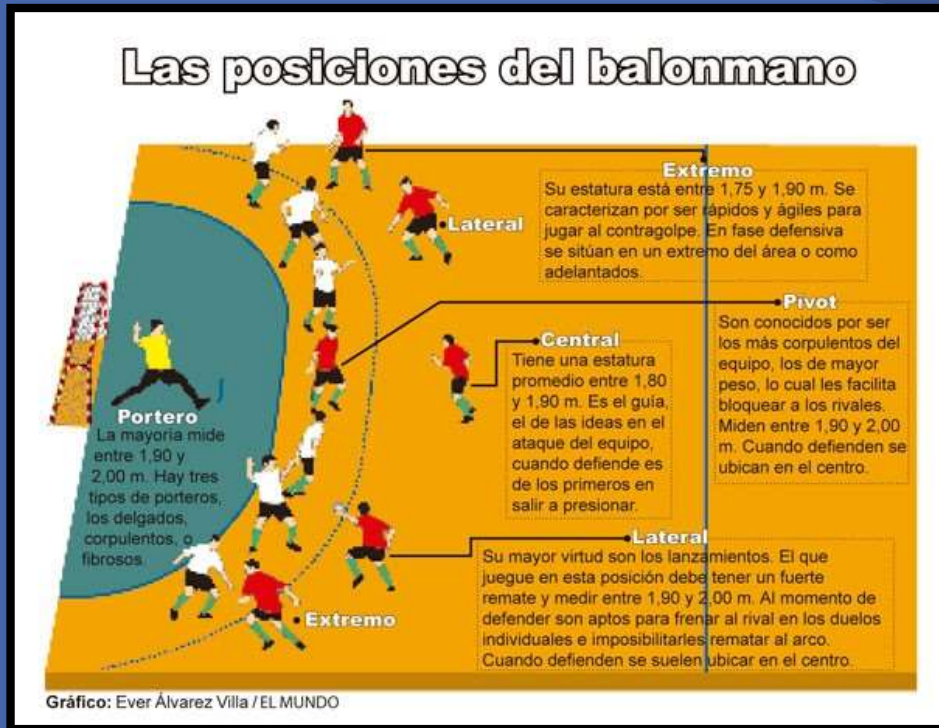 Las posiciones del balonmano
Extremo
Su estatura está entre 1,75 y 1,90 m. Se
caracterizan por ser rápidos y ágiles para
jugar al contragolpe. En fase defensiva
se sitúan en un extremo del área o como
adelantados.
Lateral
Pivot
Son conocidos por ser
los más corpulentos del
equipo, los de mayor
peso, lo cual les facilita
bloquear a los rivales.
Miden entre 1,90 y 2,00
m. Cuando defienden se
ubican en el centro.
Central
Tiene una estatura
promedio entre 1,80
y 1,90 m. Es el guía,
el de las ideas en el
ataque del equipo,
cuando defiende es
de los primeros en
salir a presionar.
Portero
La mayoría mide
entre 1,90 y
2,00 m. Hay tres
tipos de porteros,
los delgados,
corpulentos, o
fibrosos.
Lateral
Su mayor virtud son los lanzamientos. El que
juegue en esta posición debe tener un fuerte
remate y medir entre 1,90 y 2,00 m. Al momento de
defender son aptos para frenar al rival en los duelos
individuales e imposibilitarles rematar al arco.
Cuando defienden se suelen ubicar en el centro.
Extremo
Gráfico: Ever Álvarez Villa / EL MUNDO